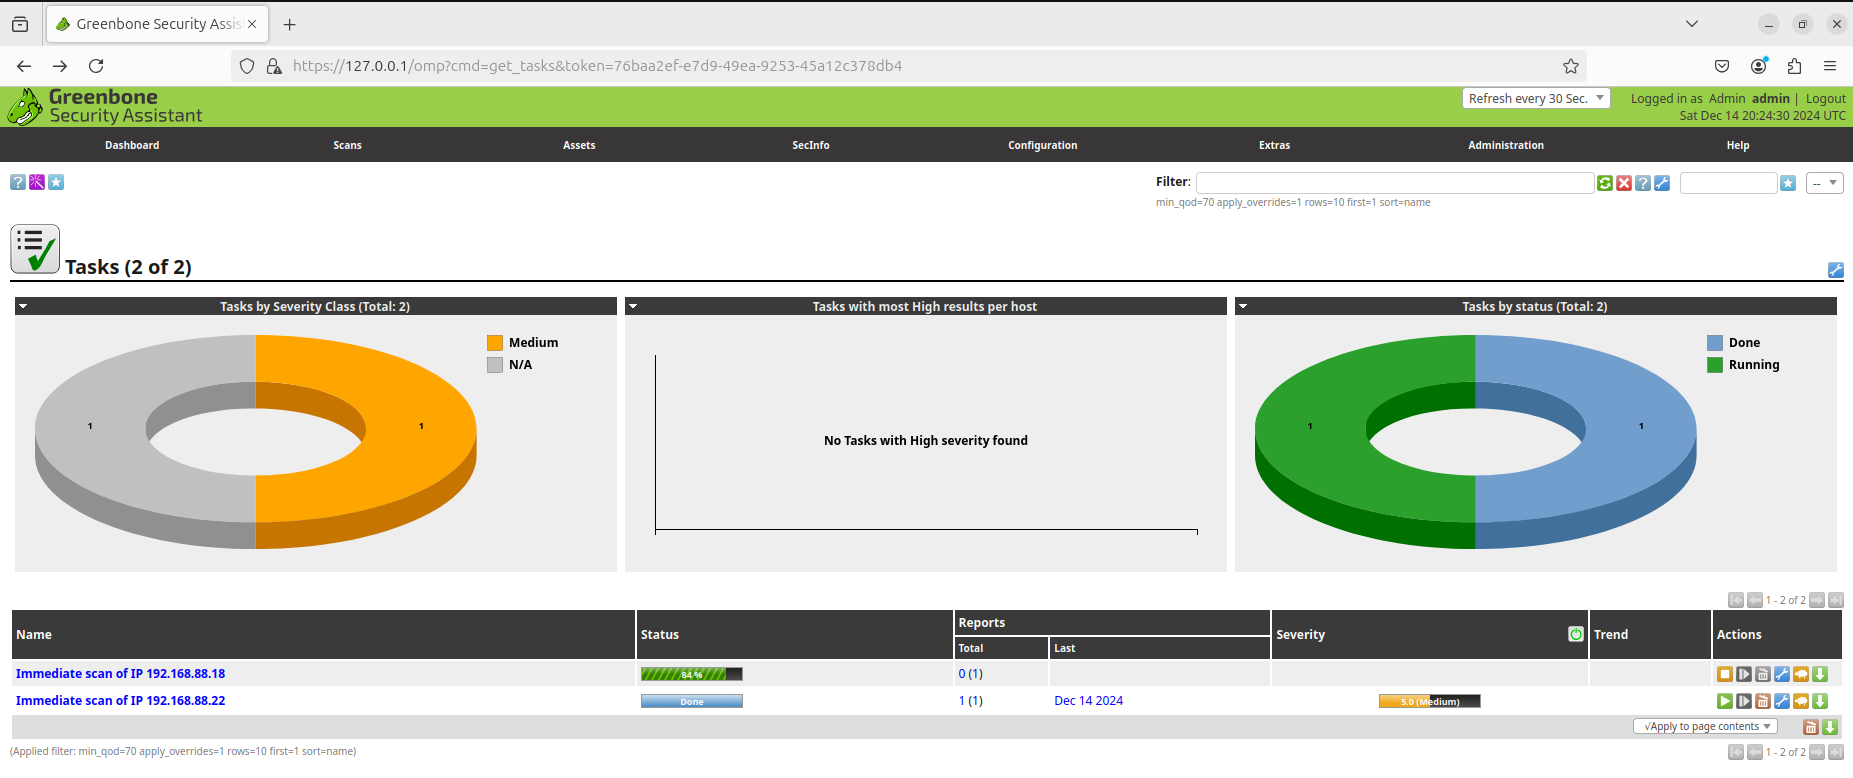 Greenbone Security Assis
https://127.0.0.1/omp?cmd=get_tasks&token=76baa2ef-e7d9-49ea-9253-45a12c378db4
Greenbone
Security Assistant
Refresh every 30 Sec.
Logged in as Admin admin | Logout
Sat Dec 14 20:24:30 2024 UTC
Dashboard Scans Assets SecInfo Configuration Extras Administration Help
Filter:
--
min_qod=70 apply_overrides=1 rows=10 first=1 sort=name
Tasks (2 of 2)
Tasks by Severity Class (Total: 2)
Medium
N/A
1 1
Tasks with most High results per host
No Tasks with High severity found
Tasks by status (Total: 2)
Done
Running
1 1
1 - 2 of 2
Name Status Reports Severity Trend Actions
Total Last
Immediate scan of IP 192.168.88.18 84 % 0 (1)
Immediate scan of IP 192.168.88.22 Done 1 (1) Dec 14 2024 5.0 (Medium)
√Apply to page contents
(Applied filter: min_qod=70 apply_overrides=1 rows=10 first=1 sort=name)
1 - 2 of 2